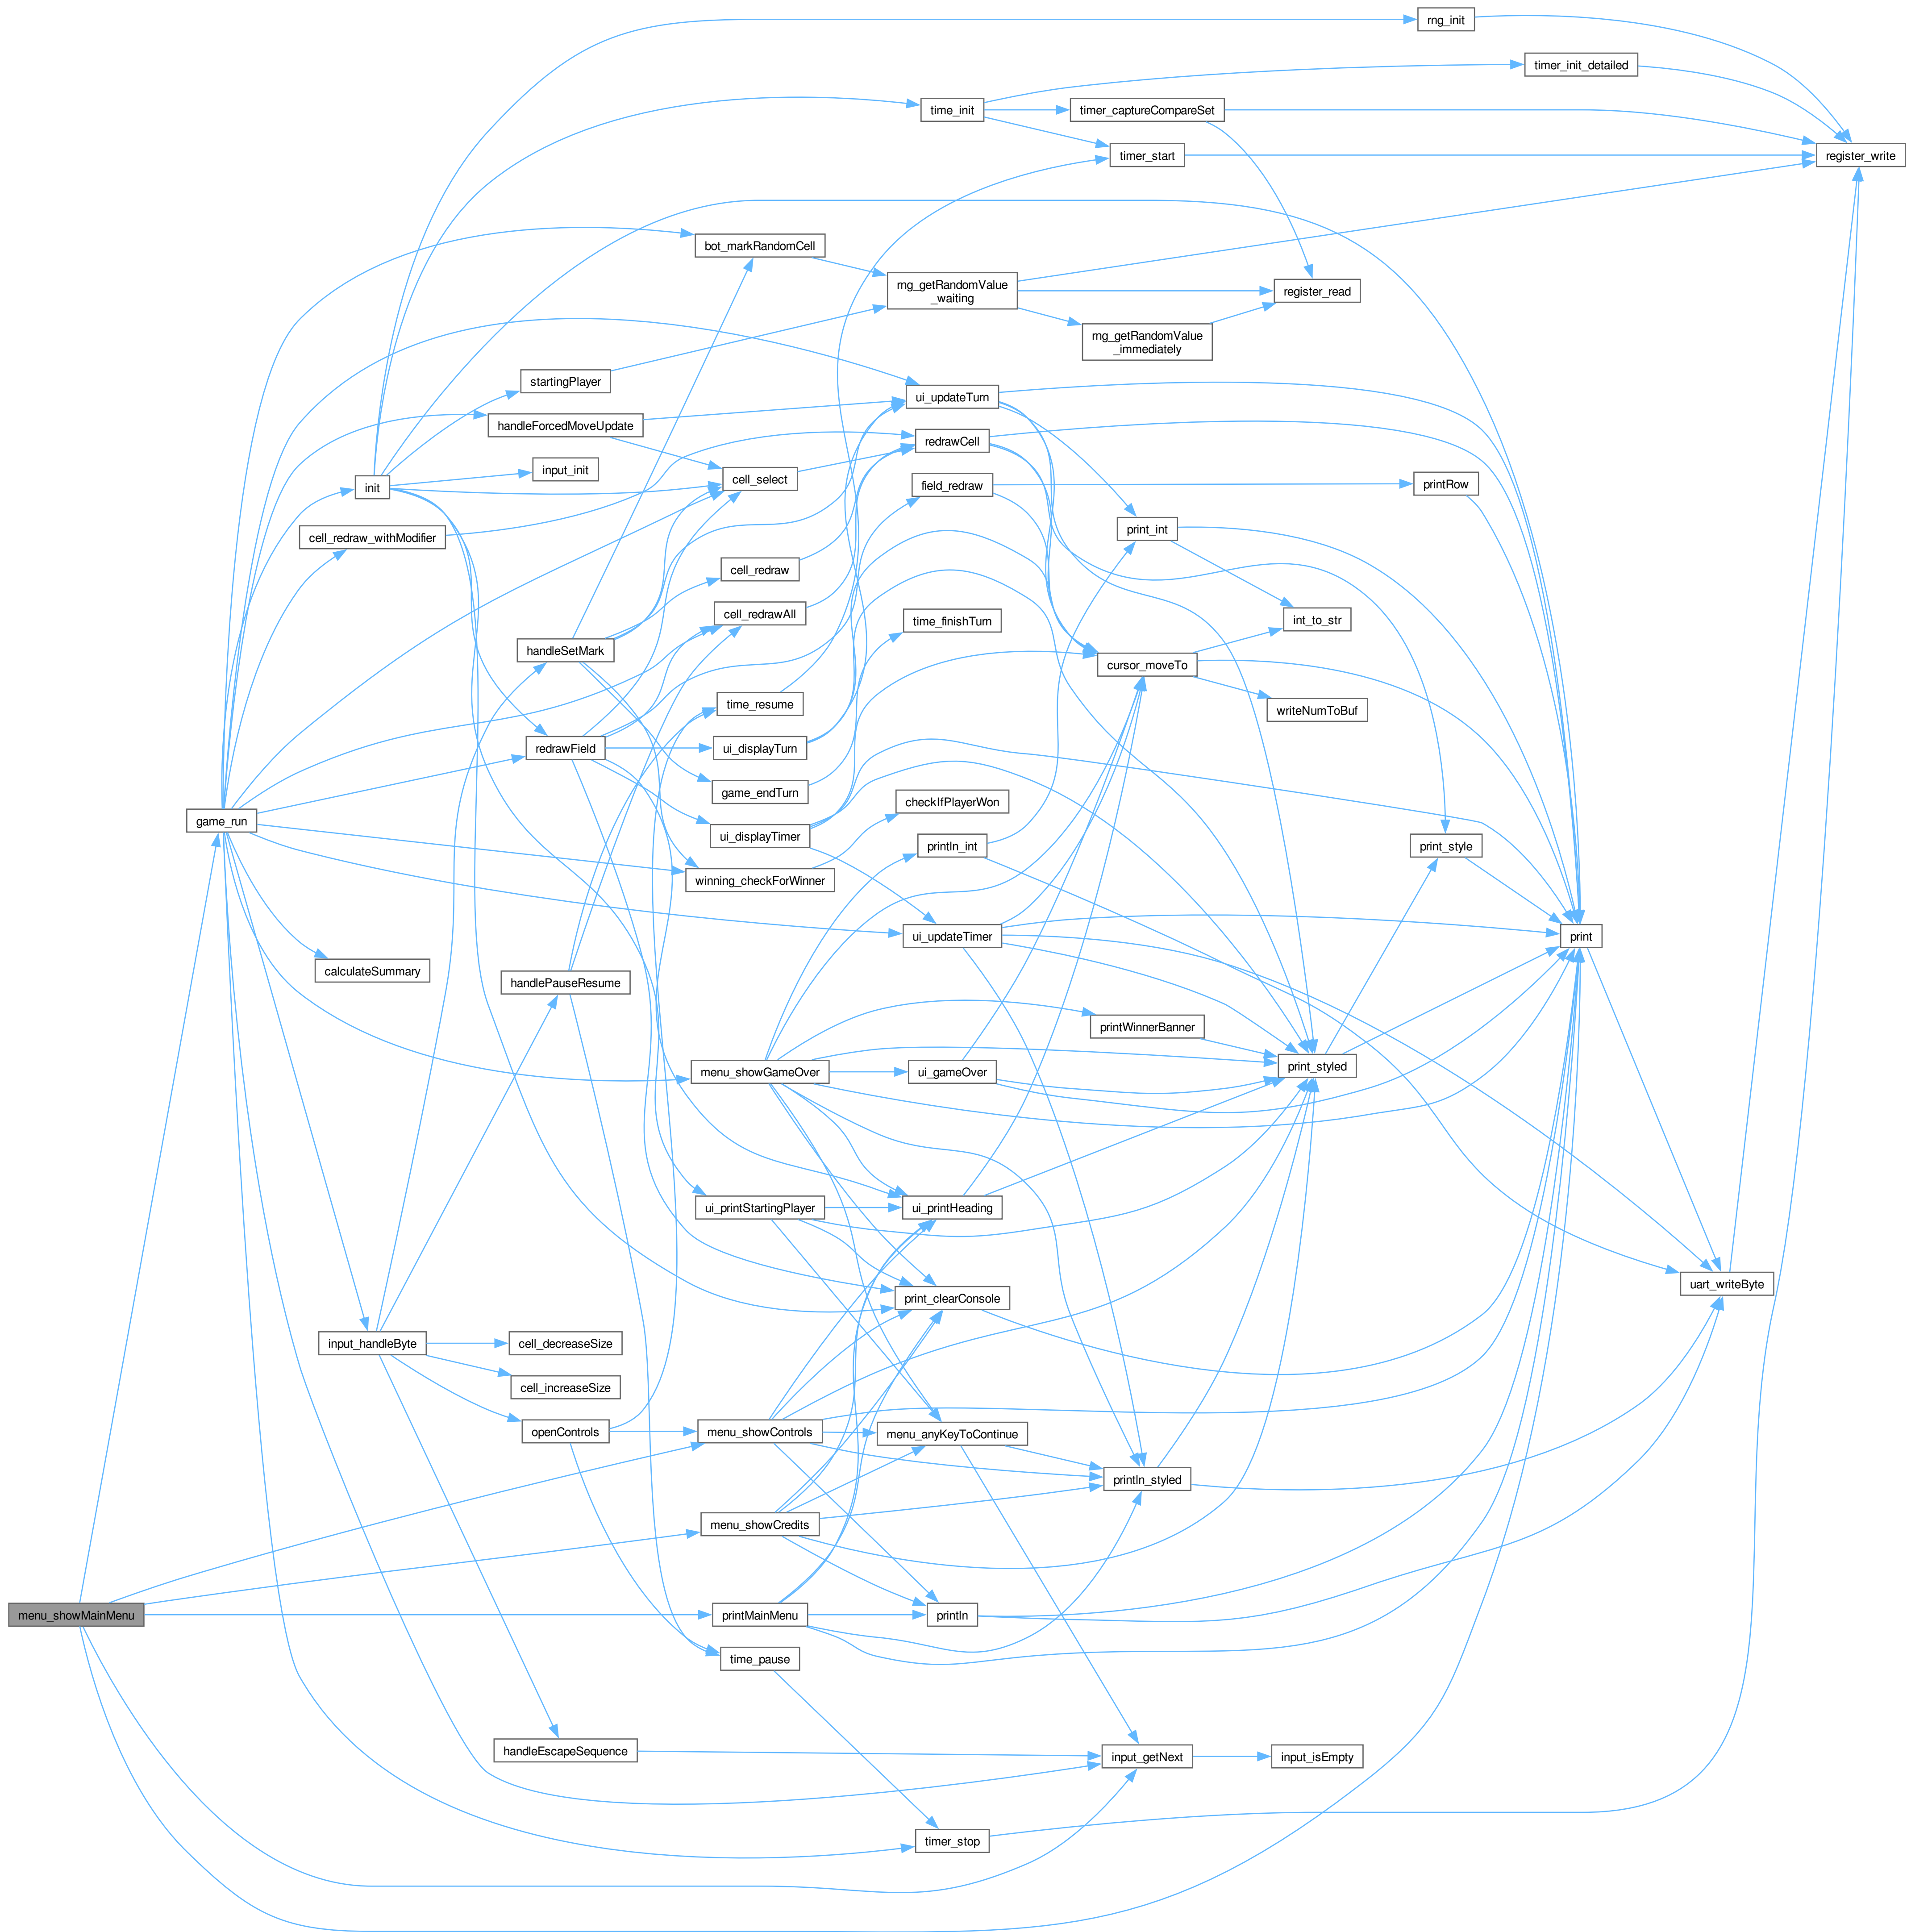 rng_init
timer_init_detailed
time_init
timer_captureCompareSet
timer_start
register_write
bot_markRandomCell
rng_getRandomValue
_waiting
register_read
rng_getRandomValue
_immediately
startingPlayer
ui_updateTurn
handleForcedMoveUpdate
redrawCell
input_init
cell_select
init
field_redraw
printRow
print_int
cell_redraw_withModifier
cell_redraw
cell_redrawAll
time_finishTurn
int_to_str
handleSetMark
cursor_moveTo
time_resume
writeNumToBuf
redrawField
ui_displayTurn
game_endTurn
checkIfPlayerWon
game_run
ui_displayTimer
println_int
print_style
winning_checkForWinner
ui_updateTimer
print
calculateSummary
handlePauseResume
printWinnerBanner
menu_showGameOver
ui_gameOver
print_styled
ui_printStartingPlayer
ui_printHeading
uart_writeByte
print_clearConsole
input_handleByte
cell_decreaseSize
cell_increaseSize
openControls
menu_showControls
menu_anyKeyToContinue
println_styled
menu_showCredits
menu_showMainMenu
printMainMenu
println
time_pause
handleEscapeSequence
input_getNext
input_isEmpty
timer_stop